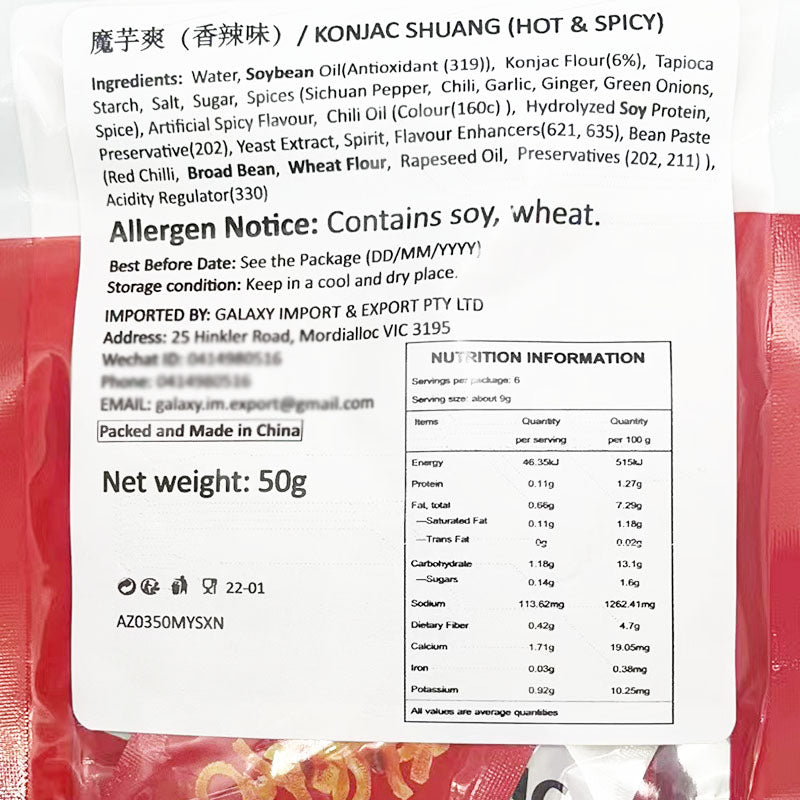 魔芋爽（香辣味）/ KONJAC SHUANG (HOT & SPICY)
Ingredients: Water, Soybean Oil(Antioxidant (319)), Konjac Flour(6%), Tapioca
Starch, Salt, Sugar, Spices (Sichuan Pepper, Chili, Garlic, Ginger, Green Onions,
Spice), Artificial Spicy Flavour, Chili Oil (Colour(160c) ), Hydrolyzed Soy Protein,
Preservative(202), Yeast Extract, Spirit, Flavour Enhancers(621, 635), Bean Paste
(Red Chilli, Broad Bean, Wheat Flour, Rapeseed Oil, Preservatives (202, 211) ),
Acidity Regulator(330)
Allergen Notice: Contains soy, wheat.
Best Before Date: See the Package (DD/MM/YYYY)
Storage condition: Keep in a cool and dry place.
IMPORTED BY: GALAXY IMPORT & EXPORT PTY LTD
Address: 25 Hinkler Road, Mordialloc VIC 3195
Wechat ID:
Phone:
EMAIL: galaxy.im.export@gmail.com
Packed and Made in China
Net weight: 50g
22-01
AZ0350MYSXN
NUTRITION INFORMATION
Servings per package: 6
Serving size: about 9g
Items Quantity Quantity
per serving per 100 g
Energy 46.35kJ 515kJ
Protein 0.11g 1.27g
Fat, total 0.66g 7.29g
—Saturated Fat 0.11g 1.18g
—Trans Fat 0g 0.02g
Carbohydrate 1.18g 13.1g
—Sugars 0.14g 1.6g
Sodium 113.62mg 1262.41mg
Dietary Fiber 0.42g 4.7g
Calcium 1.71g 19.05mg
Iron 0.03g 0.38mg
Potassium 0.92g 10.25mg
All values are average quantities